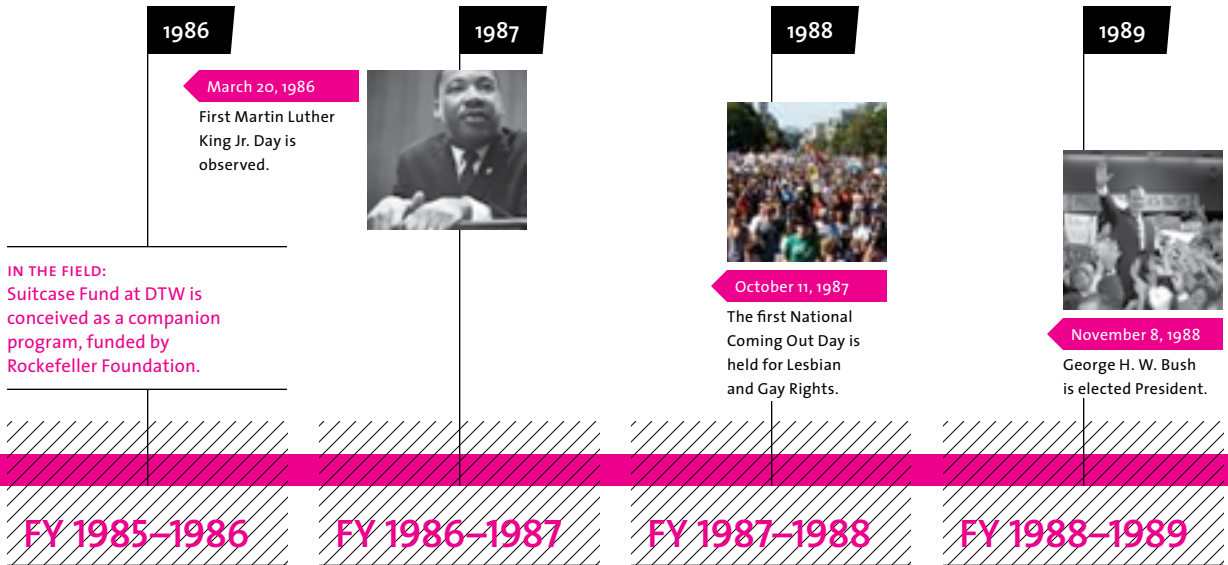 1986
March 20, 1986
First Martin Luther
King Jr. Day is
observed.
IN THE FIELD:
Suitcase Fund at DTW is
conceived as a companion
program, funded by
Rockefeller Foundation.
FY 1985–1986
1987
FY 1986–1987
1988
October 11, 1987
The first National
Coming Out Day is
held for Lesbian
and Gay Rights.
FY 1987–1988
1989
November 8, 1988
George H. W. Bush
is elected President.
FY 1988–1989